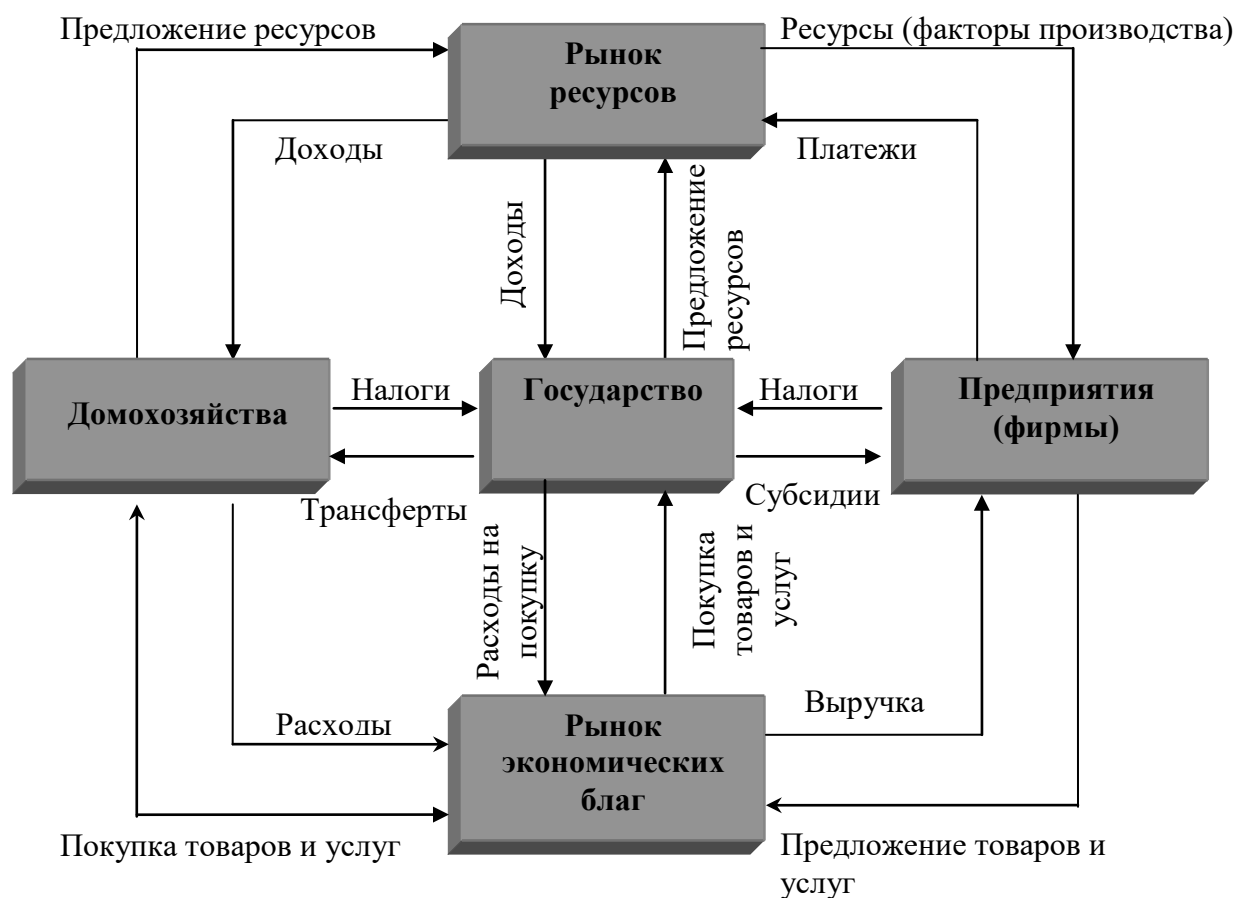 Предложение ресурсов
Рынок
ресурсов
Ресурсы (факторы производства)
Доходы
Платежи
Доходы
Предложение
ресурсов
Домохозяйства
Налоги
Государство
Налоги
Предприятия
(фирмы)
Трансферты
Субсидии
Расходы на
покупку
Покупка
товаров и
услуг
Расходы
Рынок
экономических
благ
Выручка
Покупка товаров и услуг
Предложение товаров и
услуг